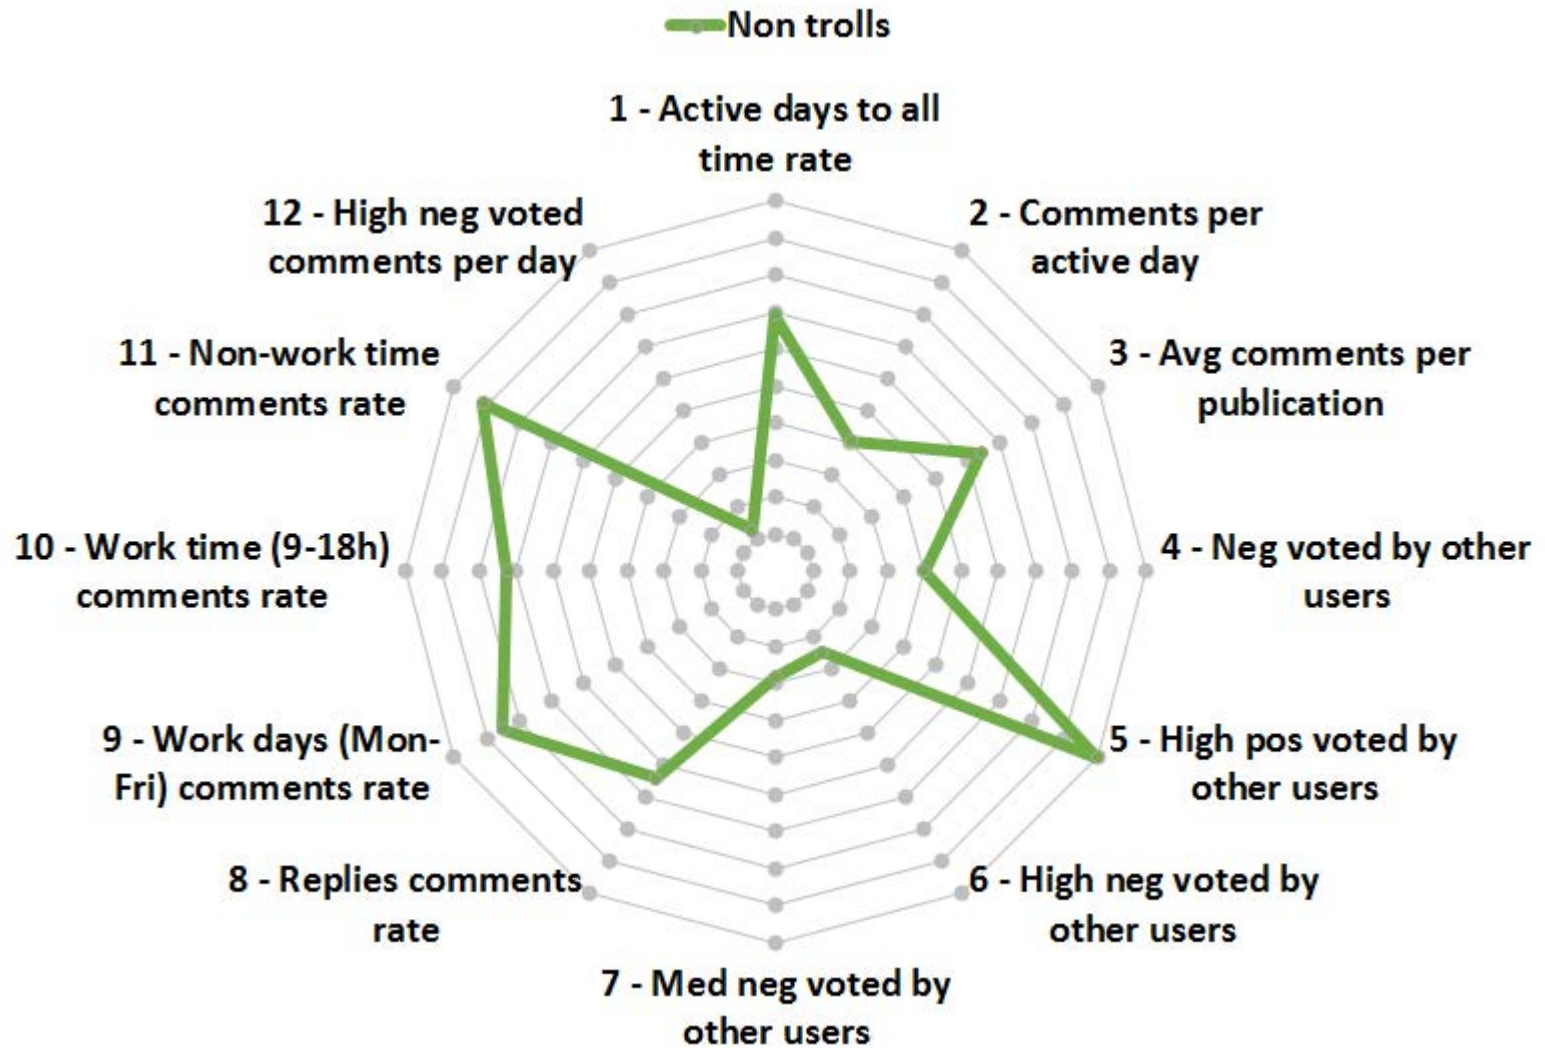 Non trolls
1 - Active days to all
time rate
2 - Comments per
active day
3 - Avg comments per
publication
4 - Neg voted by other
users
5 - High pos voted by
other users
6 - High neg voted by
other users
7 - Med neg voted by
other users
8 - Replies comments
rate
9 - Work days (Mon-
Fri) comments rate
10 - Work time (9-18h)
comments rate
11 - Non-work time
comments rate
12 - High neg voted
comments per day